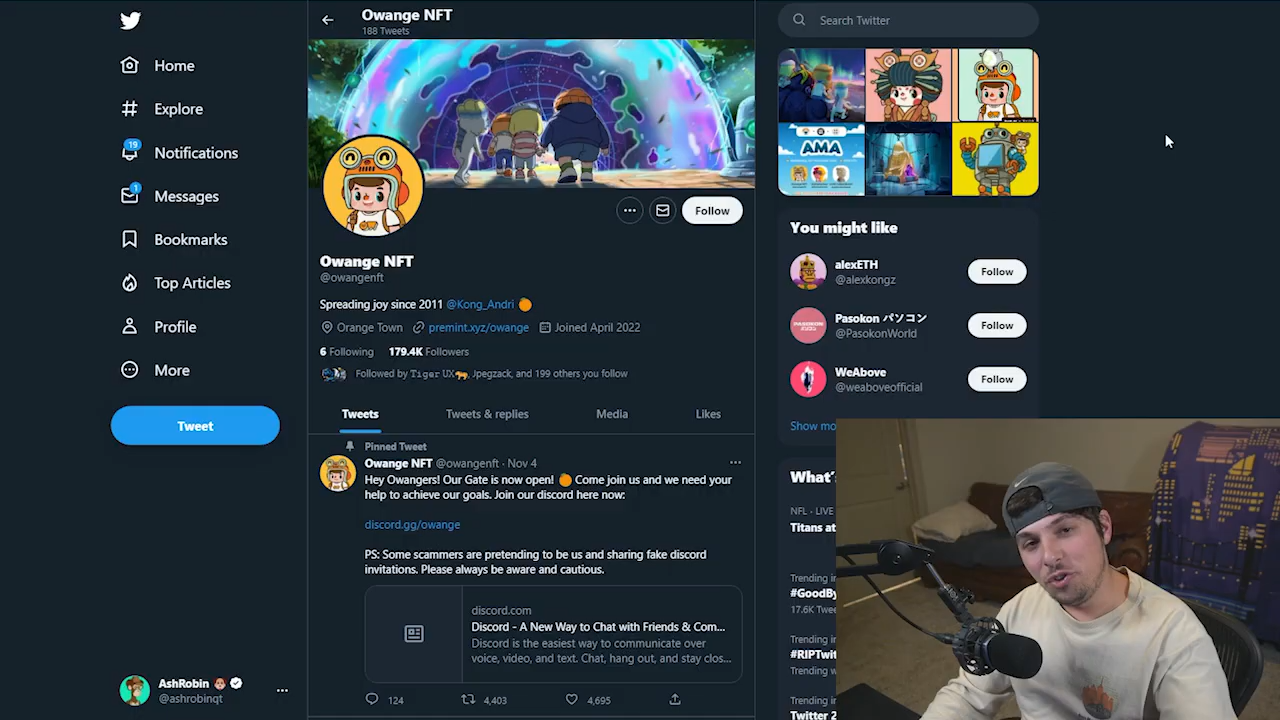 Home
Explore
19
Notifications
1
Messages
Bookmarks
Top Articles
Profile
More
Tweet
AshRobin
@ashrobinqt
Owange NFT
188 Tweets
Follow
Owange NFT
@owangenft
Spreading joy since 2011 @Kong_Andri
Orange Town premint.xyz/owange Joined April 2022
6 Following 179.4K Followers
Followed by Tiger UX, Jpegzack, and 199 others you follow
Tweets Tweets & replies Media Likes
Pinned Tweet
Owange NFT @owangenft · Nov 4
Hey Owangers! Our Gate is now open! Come join us and we need your
help to achieve our goals. Join our discord here now:
discord.gg/owange
PS: Some scammers are pretending to be us and sharing fake discord
invitations. Please always be aware and cautious.
discord.com
Discord - A New Way to Chat with Friends & Com...
Discord is the easiest way to communicate over
voice, video, and text. Chat, hang out, and stay clos...
124 4,403 4,695
Search Twitter
AMA
You might like
alexETH
@alexkongz
Follow
Pasokon パソコン
@PasokonWorld
Follow
WeAbove
@weaboveofficial
Follow
Show mo
What'
NFL · LIVE
Titans at
Trending in
#GoodBy
17.6K Twee
Trending in
#RIPTwit
Trending w
Trending in
Twitter 2